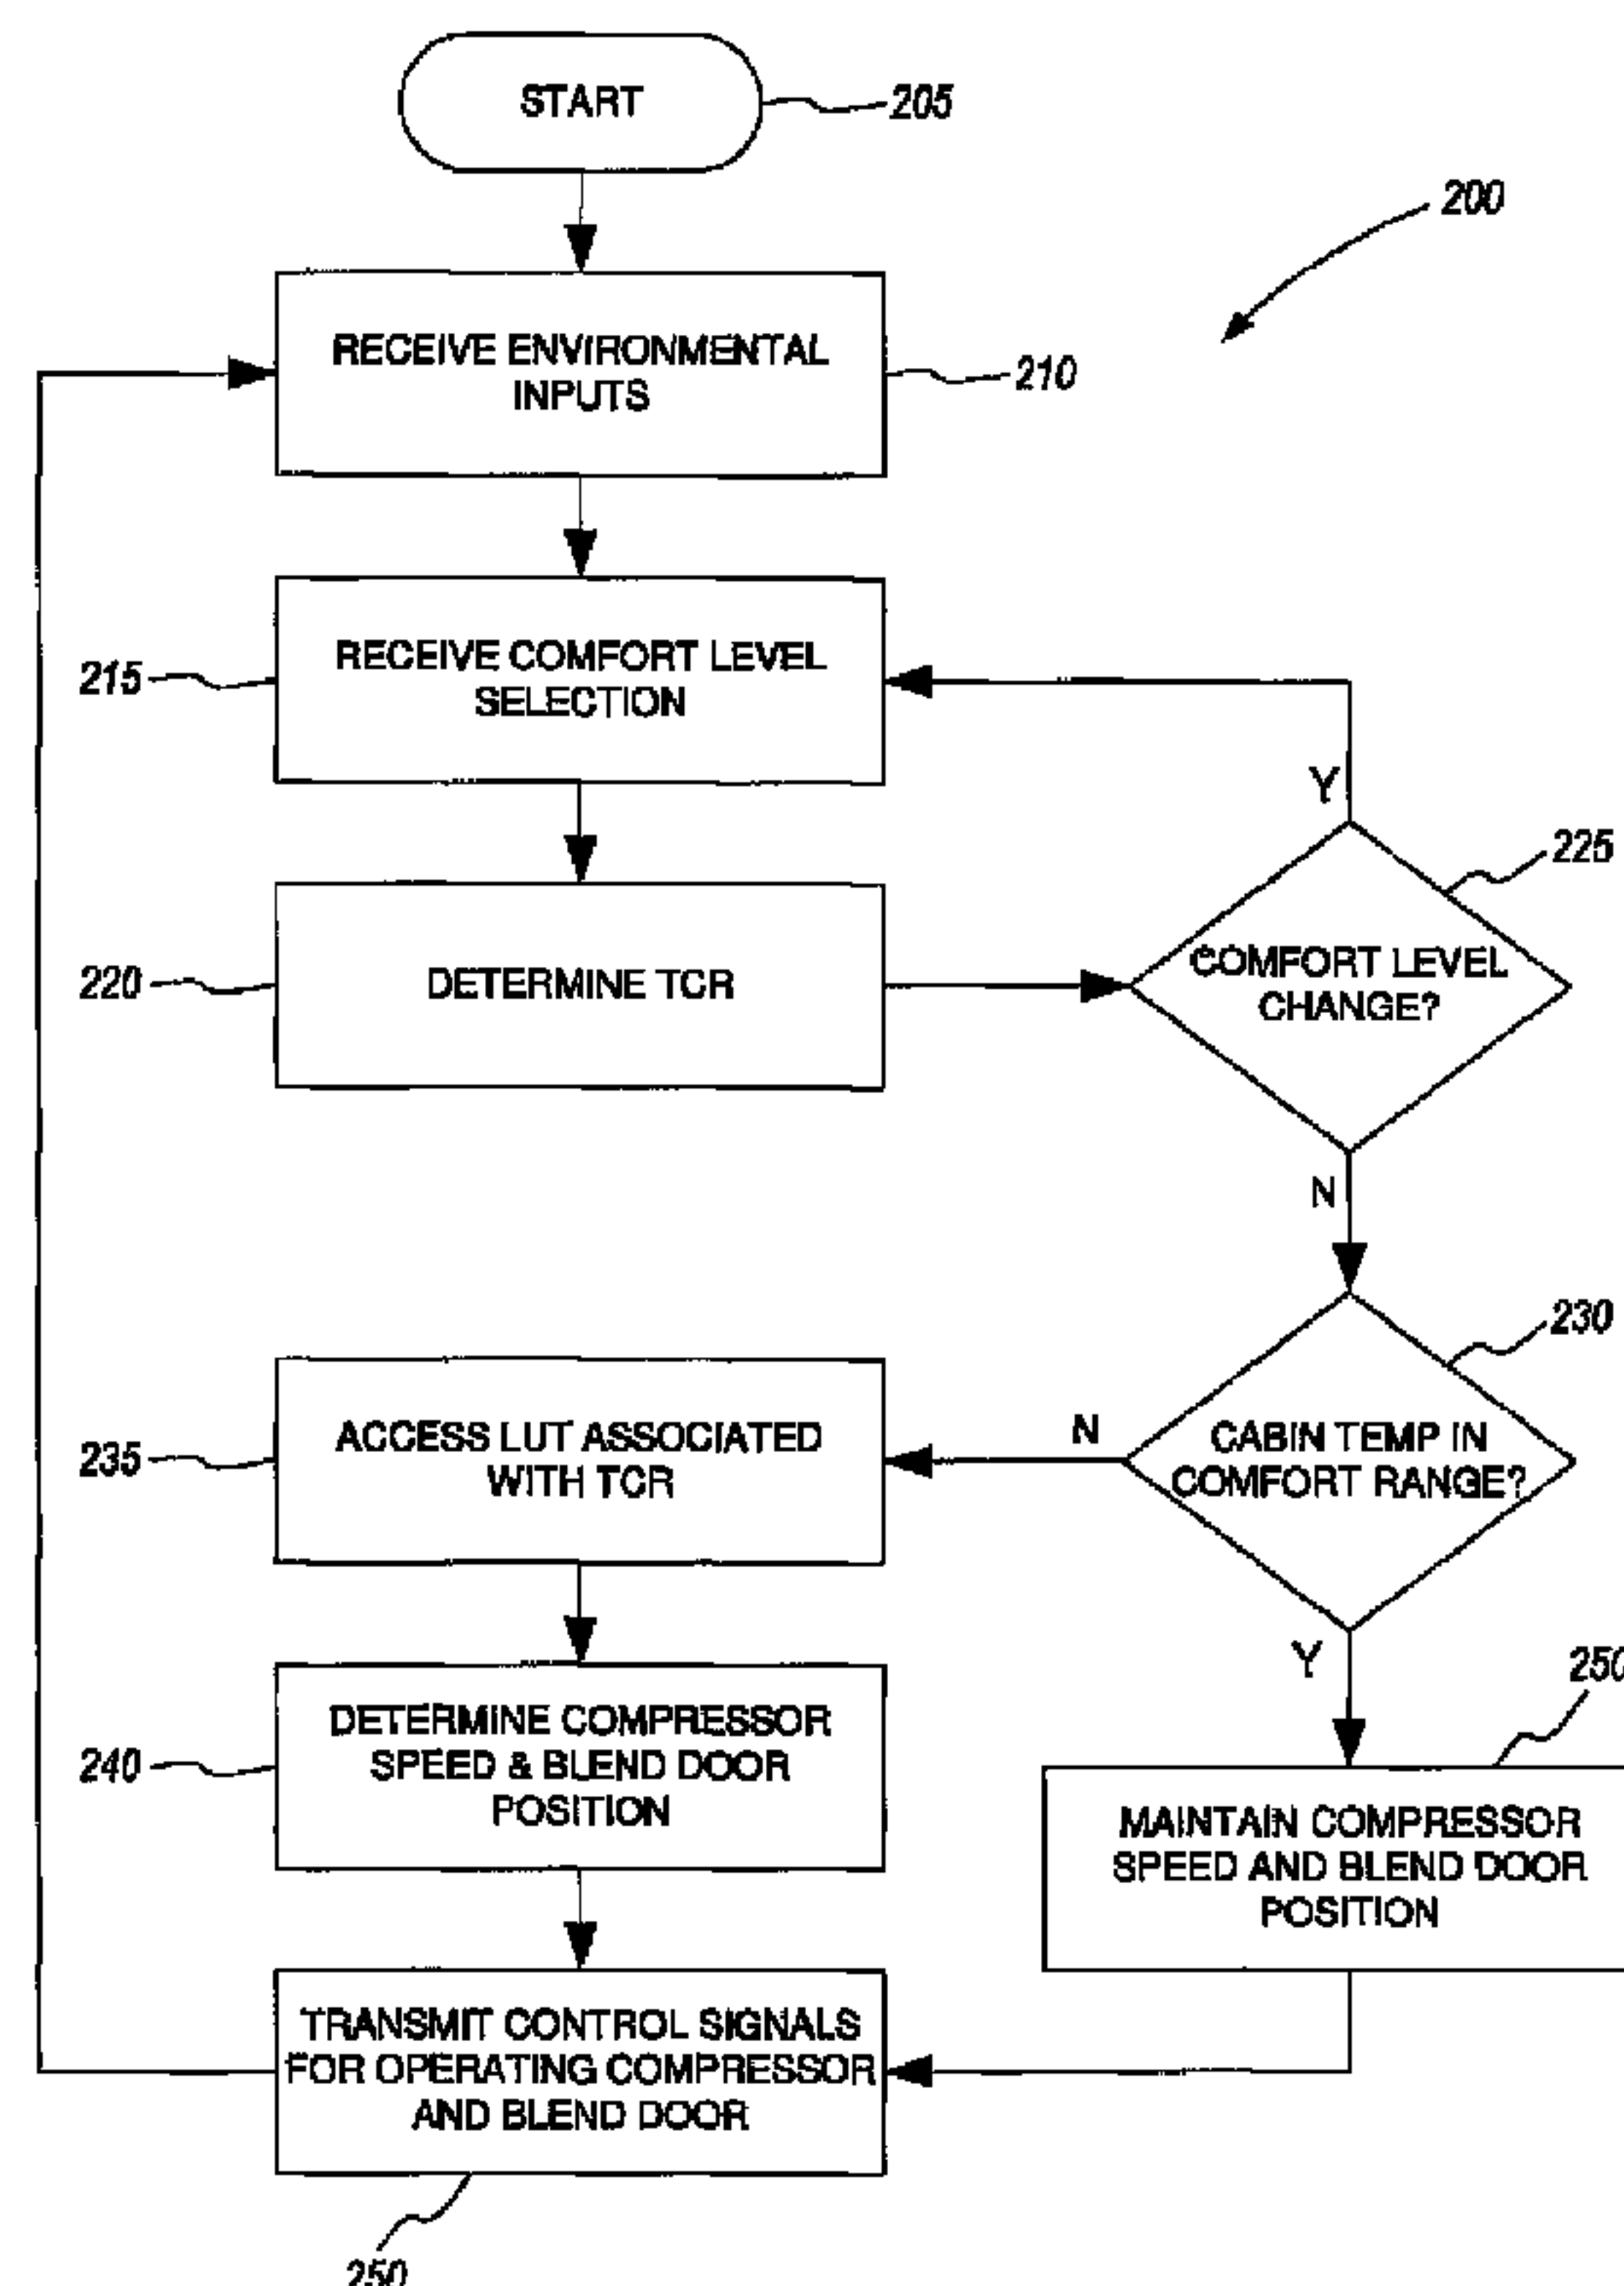 START
205
200
RECEIVE ENVIRONMENTAL
INPUTS
210
215
RECEIVE COMFORT LEVEL
SELECTION
Y
225
220
DETERMINE TCR
COMFORT LEVEL
CHANGE?
N
230
235
ACCESS LUT ASSOCIATED
WITH TCR
N
CABIN TEMP IN
COMFORT RANGE?
Y
250
240
DETERMINE COMPRESSOR
SPEED & BLEND DOOR
POSITION
MAINTAIN COMPRESSOR
SPEED AND BLEND DOOR
POSITION
TRANSMIT CONTROL SIGNALS
FOR OPERATING COMPRESSOR
AND BLEND DOOR
250